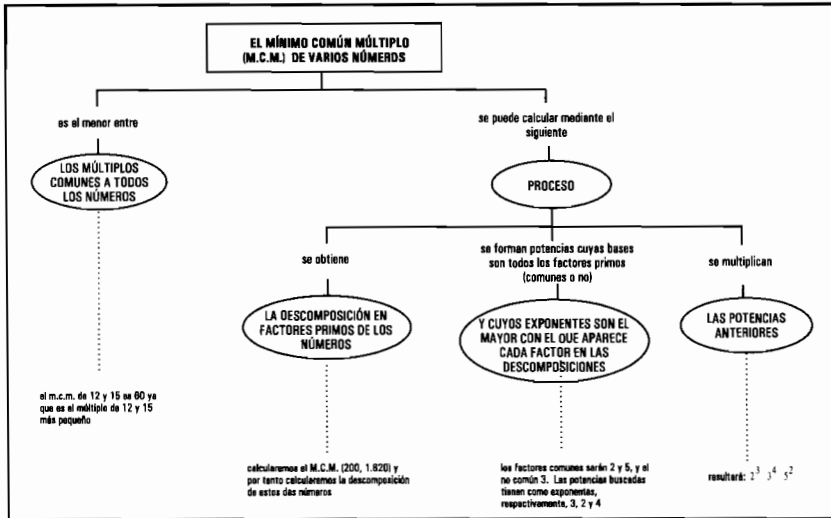 EL MÍNIMO COMÚN MÚLTIPLO
(M.C.M.) DE VARIOS NÚMEROS
es el menor entre
LOS MÚLTIPLOS
COMUNES A TODOS
LOS NÚMEROS
el m.c.m. de 12 y 15 es 60 ya
que es el múltiplo de 12 y 15
más pequeño
se puede calcular mediante el
siguiente
PROCESO
se obtiene
LA DESCOMPOSICIÓN EN
FACTORES PRIMOS DE LOS
NÚMEROS
calcularemos el M.C.M. (200, 1.620) y
por tanto calcularemos la descomposición
de estos dos números
se forman potencias cuyas bases
son todos los factores primos
(comunes o no)
Y CUYOS EXPONENTES SON EL
MAYOR CON EL QUE APARECE
CADA FACTOR EN LAS
DESCOMPOSICIONES
los factores comunes serán 2 y 5, y el
no común 3. Las potencias buscadas
tienen como exponentes,
respectivamente, 3, 2 y 4
se multiplican
LAS POTENCIAS
ANTERIORES
resultará: 2³ 3⁴ 5²